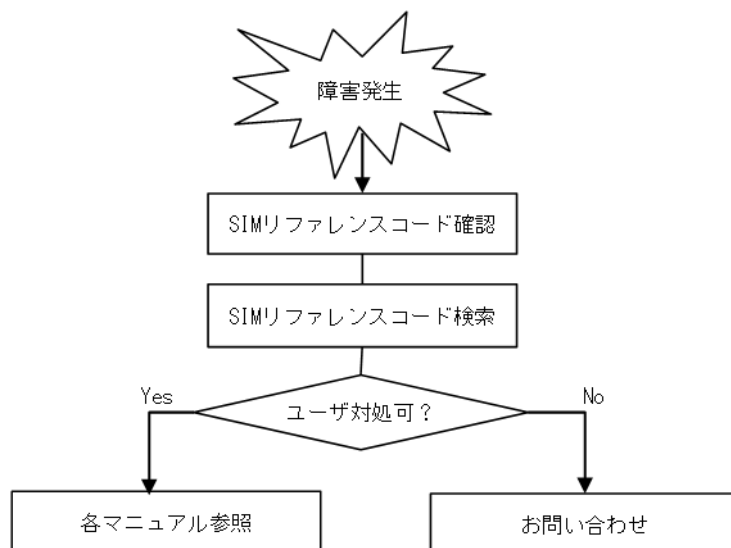 障害発生
SIMリファレンスコード確認
SIMリファレンスコード検索
Yes
No
ユーザ対処可？
各マニュアル参照
お問い合わせ